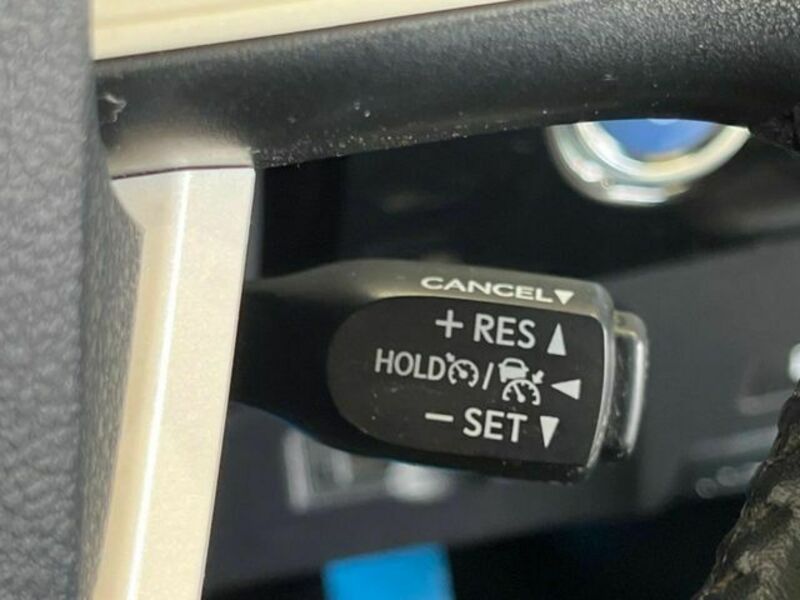 CANCEL▼
+ RES ▲
HOLD / ◀
− SET ▼